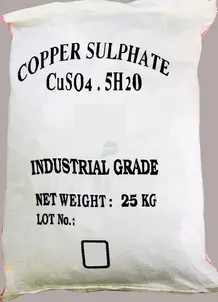 COPPER SULPHATE
CuSO4.5H20
INDUSTRIAL GRADE
NET WEIGHT: 25 KG
LOT No.: